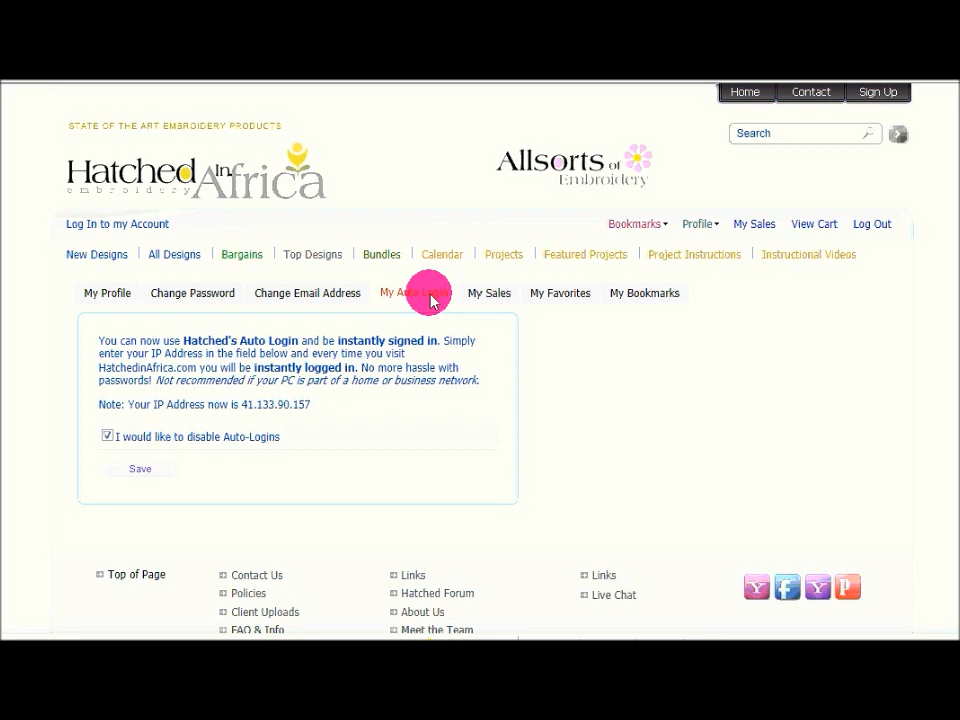 Home Contact Sign Up
STATE OF THE ART EMBROIDERY PRODUCTS
Search
Hatched In Africa
embroidery
Allsorts of
Embroidery
Log In to my Account Bookmarks Profile My Sales View Cart Log Out
New Designs All Designs Bargains Top Designs Bundles Calendar Projects Featured Projects Project Instructions Instructional Videos
My Profile Change Password Change Email Address My Auto Login My Sales My Favorites My Bookmarks
You can now use Hatched's Auto Login and be instantly signed in. Simply
enter your IP Address in the field below and every time you visit
HatchedinAfrica.com you will be instantly logged in. No more hassle with
passwords! Not recommended if your PC is part of a home or business network.
Note: Your IP Address now is 41.133.90.157
I would like to disable Auto-Logins
Save
Top of Page Contact Us Links Links
Policies Hatched Forum Live Chat
Client Uploads About Us
FAQ & Info Meet the Team